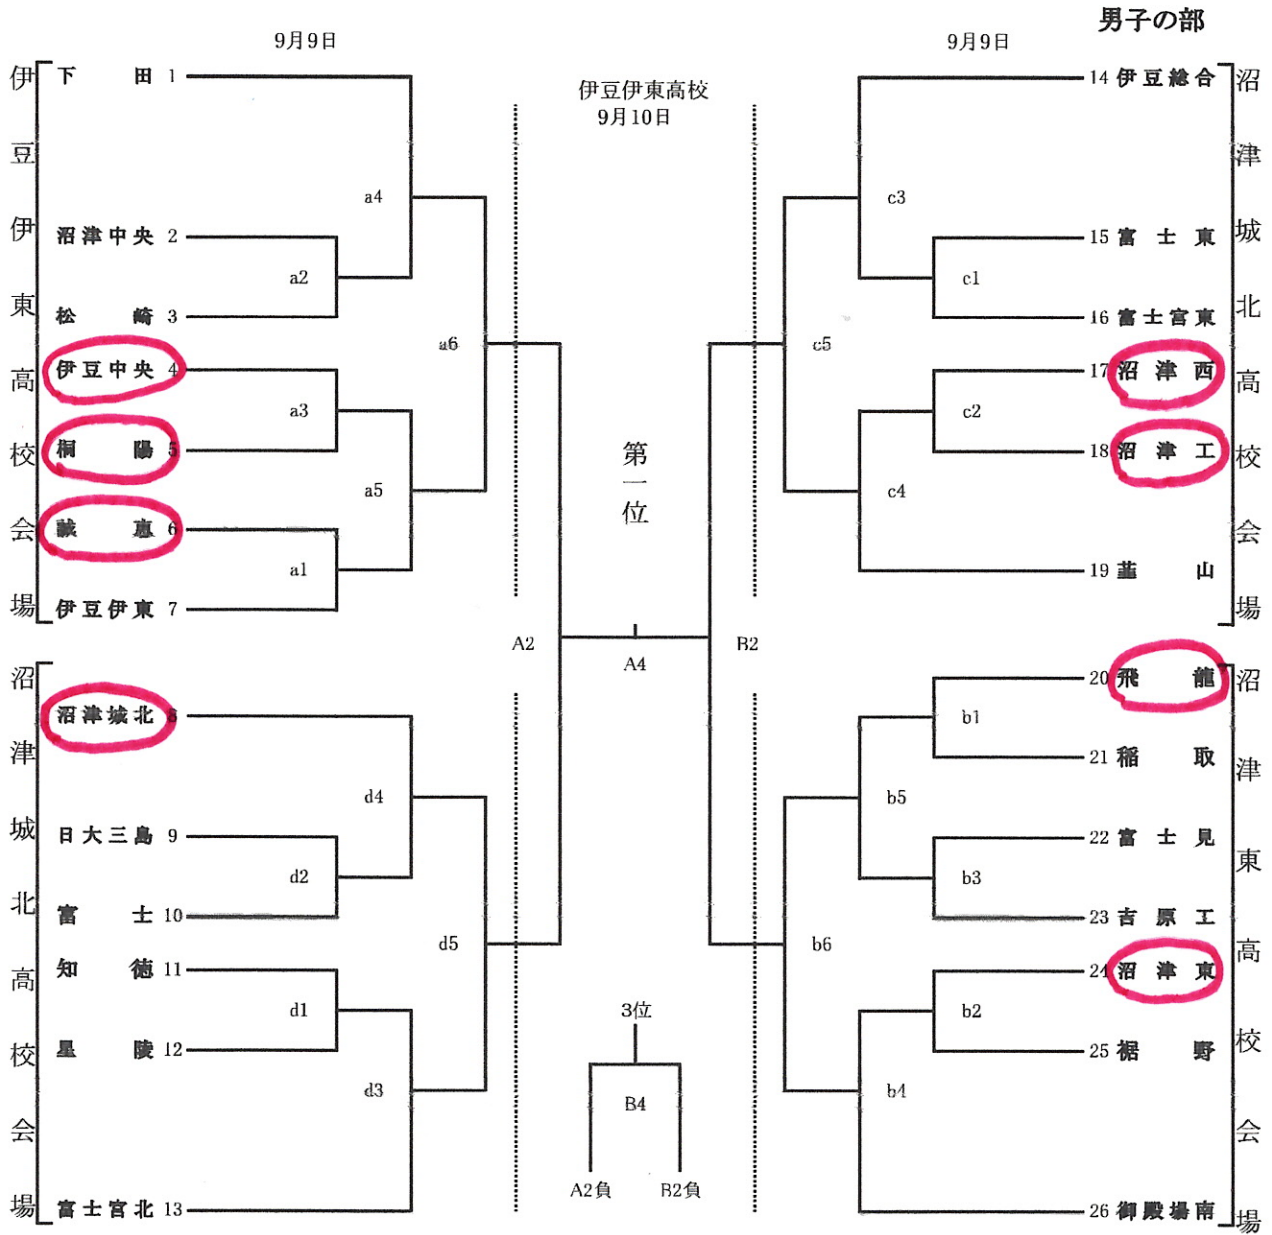 男子の部
9月9日
9月9日
伊豆伊東高校
9月10日
伊豆伊東高校会場
下田 1
沼津中央 2
松崎 3
伊豆中央 4
桐陽 5
誠恵 6
伊豆伊東 7
a4
a2
a6
a3
a5
a1
沼津城北高校会場
沼津城北 8
日大三島 9
富士 10
知徳 11
星陵 12
富士宮北 13
d4
d2
d5
d1
d3
第一位
A2
A4
B2
3位
B4
A2負
B2負
沼津城北高校会場
14 伊豆総合
15 富士東
16 富士宮東
17 沼津西
18 沼津工
19 韮山
c3
c1
c5
c2
c4
沼津東高校会場
20 飛龍
21 稲取
22 富士見
23 吉原工
24 沼津東
25 裾野
26 御殿場南
b1
b5
b3
b6
b2
b4